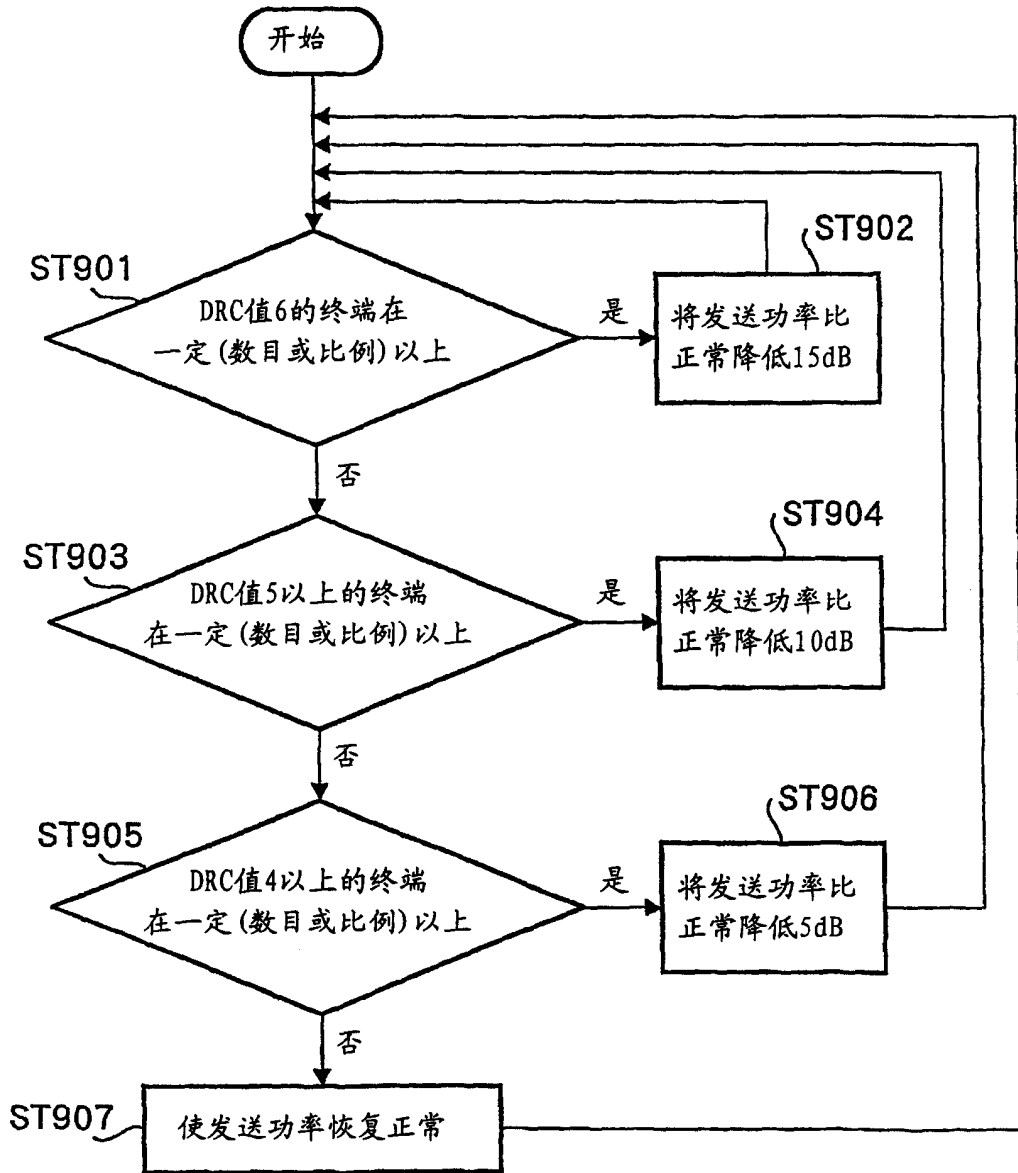 开始
ST901
DRC值6的终端在
一定(数目或比例)以上
是
ST902
将发送功率比
正常降低15dB
否
ST903
DRC值5以上的终端
在一定(数目或比例)以上
是
ST904
将发送功率比
正常降低10dB
否
ST905
DRC值4以上的终端
在一定(数目或比例)以上
是
ST906
将发送功率比
正常降低5dB
否
ST907
使发送功率恢复正常